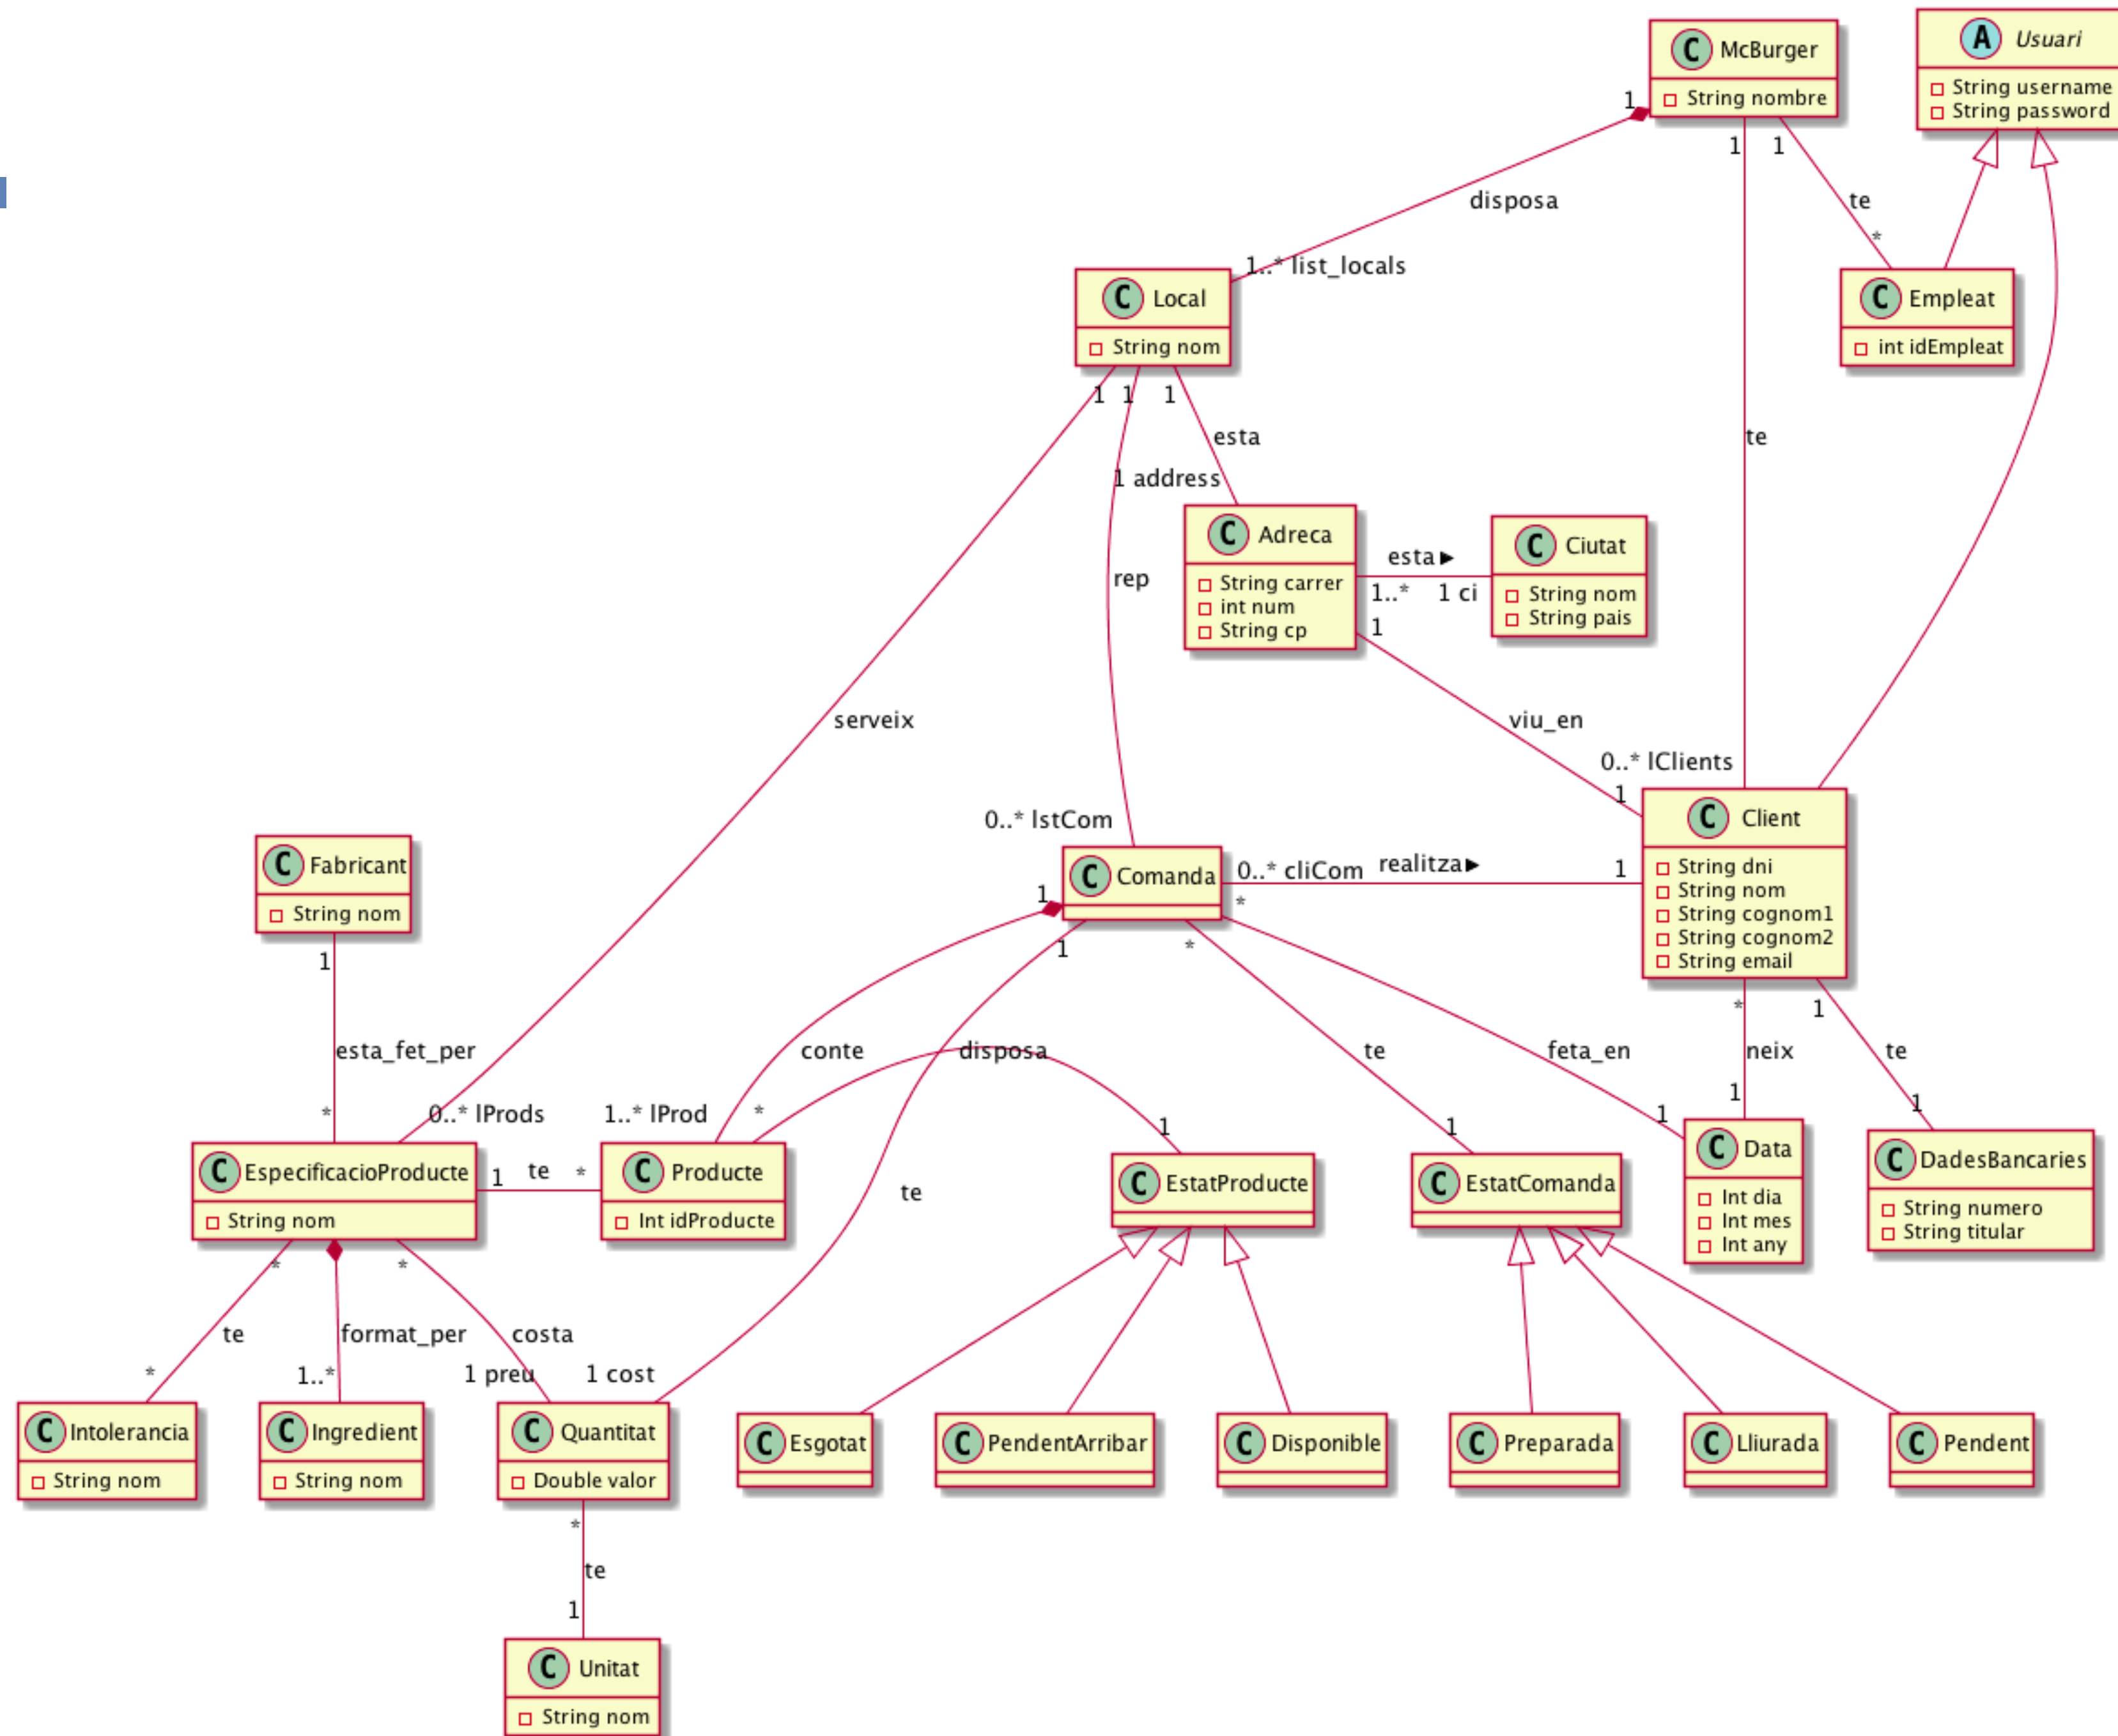 C McBurger
String nombre
A Usuari
String username
String password
1
1
1
disposa
te
*
1..* list_locals
C Local
String nom
C Empleat
int idEmpleat
1
1
1
esta
te
1 address
C Adreca
String carrer
int num
String cp
esta
1..*
1 ci
C Ciutat
String nom
String pais
rep
1
serveix
viu_en
0..* lClients
1
0..* lstCom
C Client
String dni
String nom
String cognom1
String cognom2
String email
C Fabricant
String nom
C Comanda
0..* cliCom
realitza
1
1
*
1
1
*
*
1
esta_fet_per
conte
disposa
te
feta_en
neix
te
*
0..* lProds
1..* lProd
*
1
1
1
1
1
C EspecificacioProducte
String nom
1
te
*
C Producte
Int idProducte
te
C EstatProducte
C EstatComanda
C Data
Int dia
Int mes
Int any
C DadesBancaries
String numero
String titular
*
*
te
format_per
costa
*
1..*
1 preu
1 cost
C Intolerancia
String nom
C Ingredient
String nom
C Quantitat
Double valor
C Esgotat
C PendentArribar
C Disponible
C Preparada
C Lliurada
C Pendent
*
te
1
C Unitat
String nom